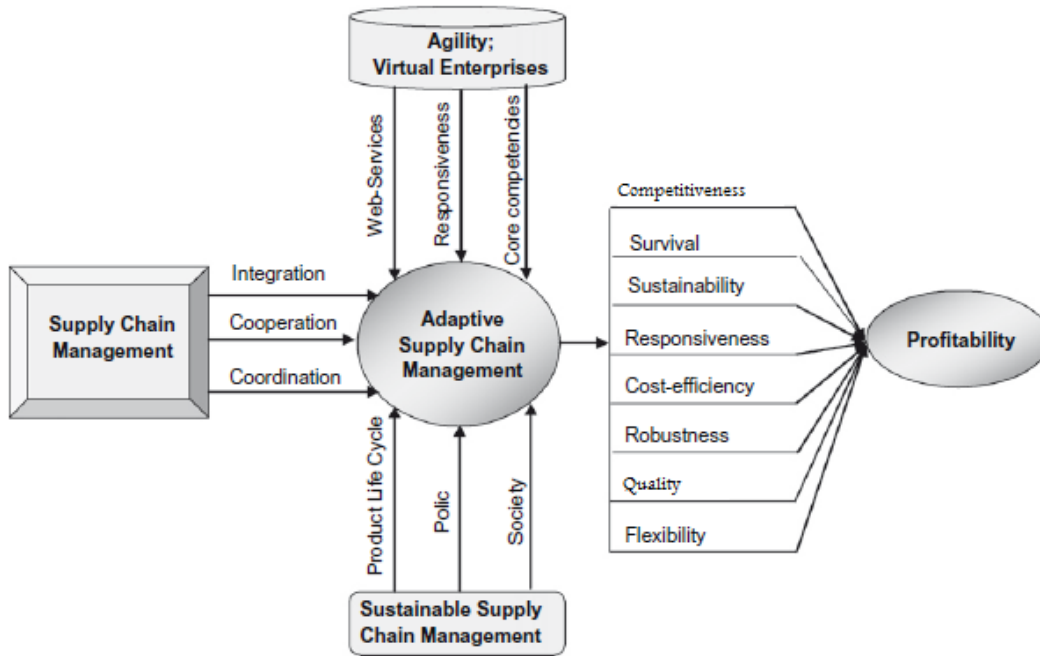 Agility;
Virtual Enterprises
Web-Services
Responsiveness
Core competencies
Supply Chain
Management
Integration
Cooperation
Coordination
Adaptive
Supply Chain
Management
Competitiveness
Survival
Sustainability
Responsiveness
Cost-efficiency
Robustness
Quality
Flexibility
Profitability
Product Life Cycle
Polic
Society
Sustainable Supply
Chain Management